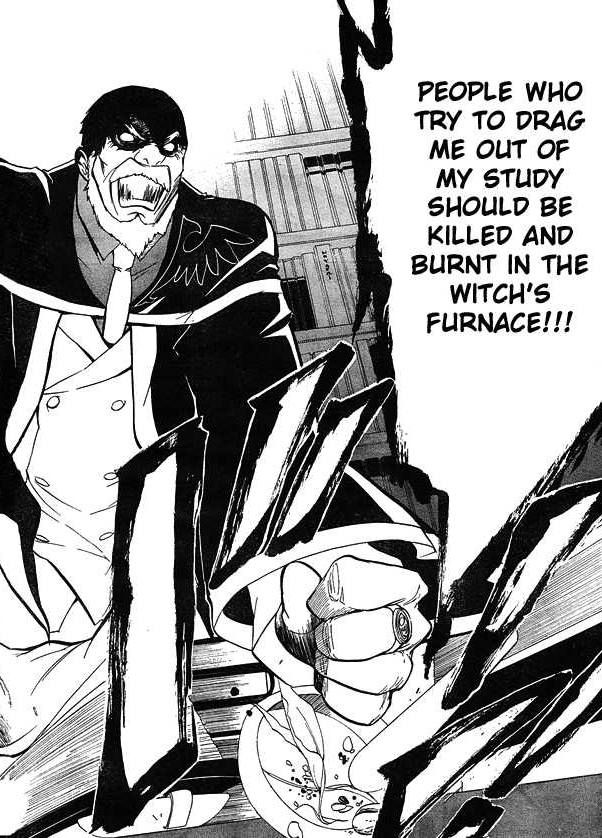 PEOPLE WHO
TRY TO DRAG
ME OUT OF
MY STUDY
SHOULD BE
KILLED AND
BURNT IN THE
WITCH'S
FURNACE!!!